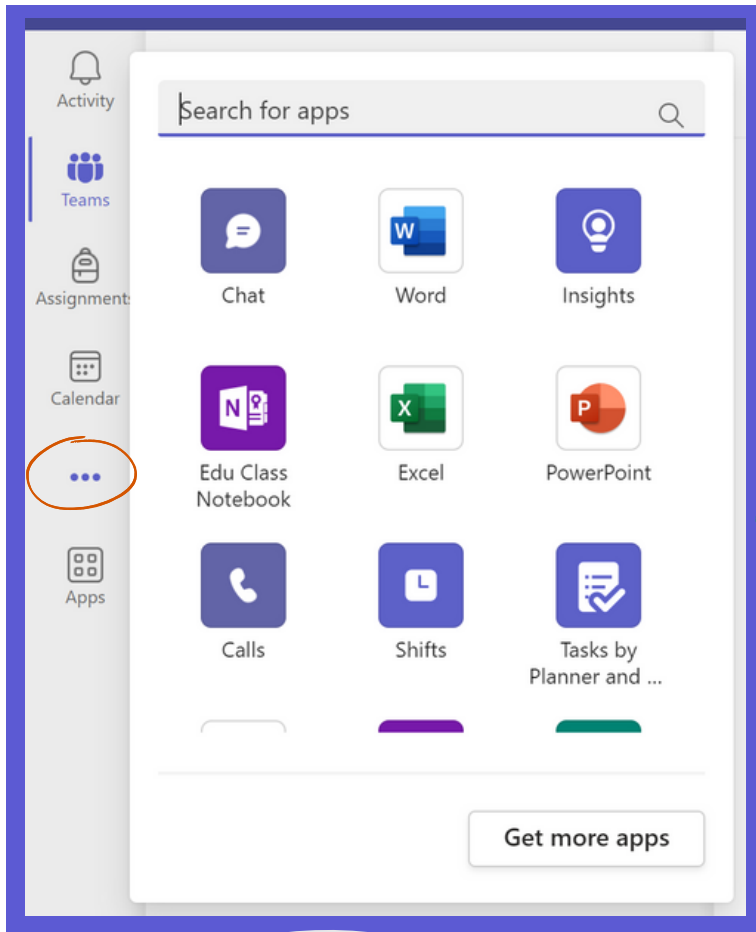 Activity
Teams
Assignments
Calendar
Apps
Search for apps
Chat
Word
Insights
Edu Class
Notebook
Excel
PowerPoint
Calls
Shifts
Tasks by
Planner and ...
Get more apps